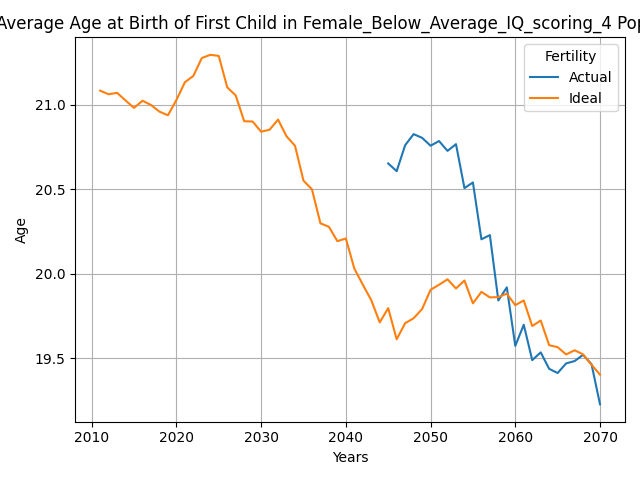 Average Age at Birth of First Child in Female_Below_Average_IQ_scoring_4 Pop
Fertility
Actual
Ideal
Age
21.0
20.5
20.0
19.5
2010 2020 2030 2040 2050 2060 2070
Years